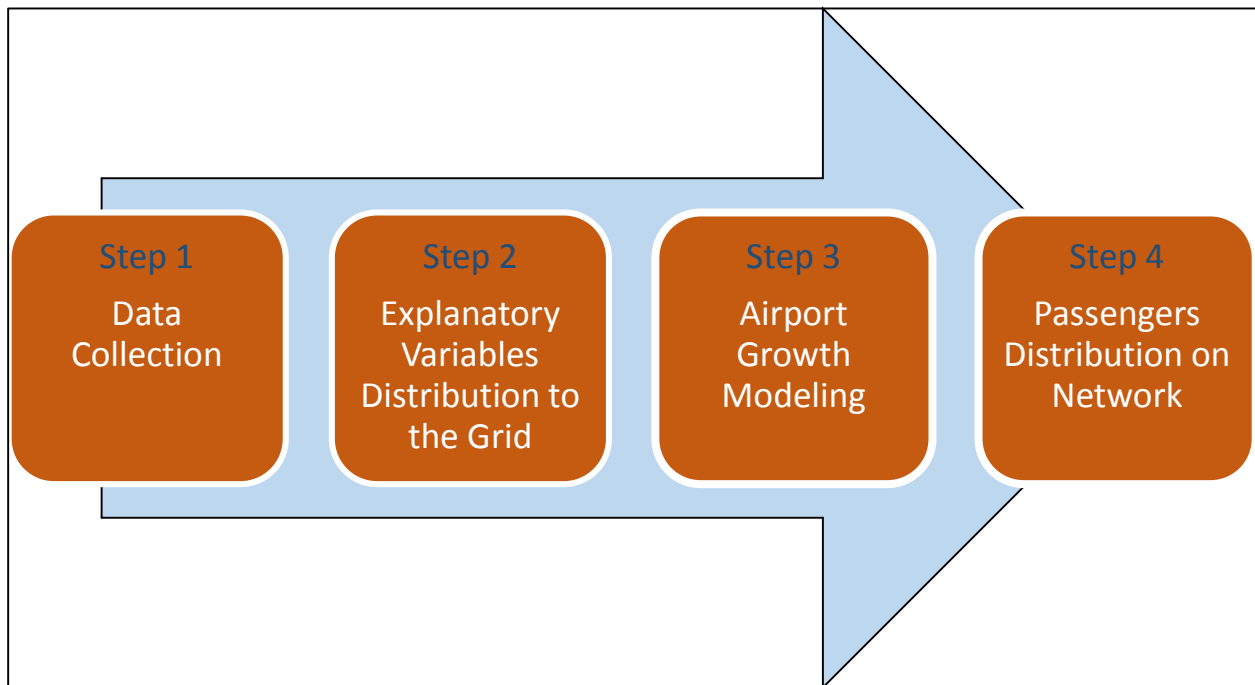 Step 1
Data
Collection
Step 2
Explanatory
Variables
Distribution to
the Grid
Step 3
Airport
Growth
Modeling
Step 4
Passengers
Distribution on
Network